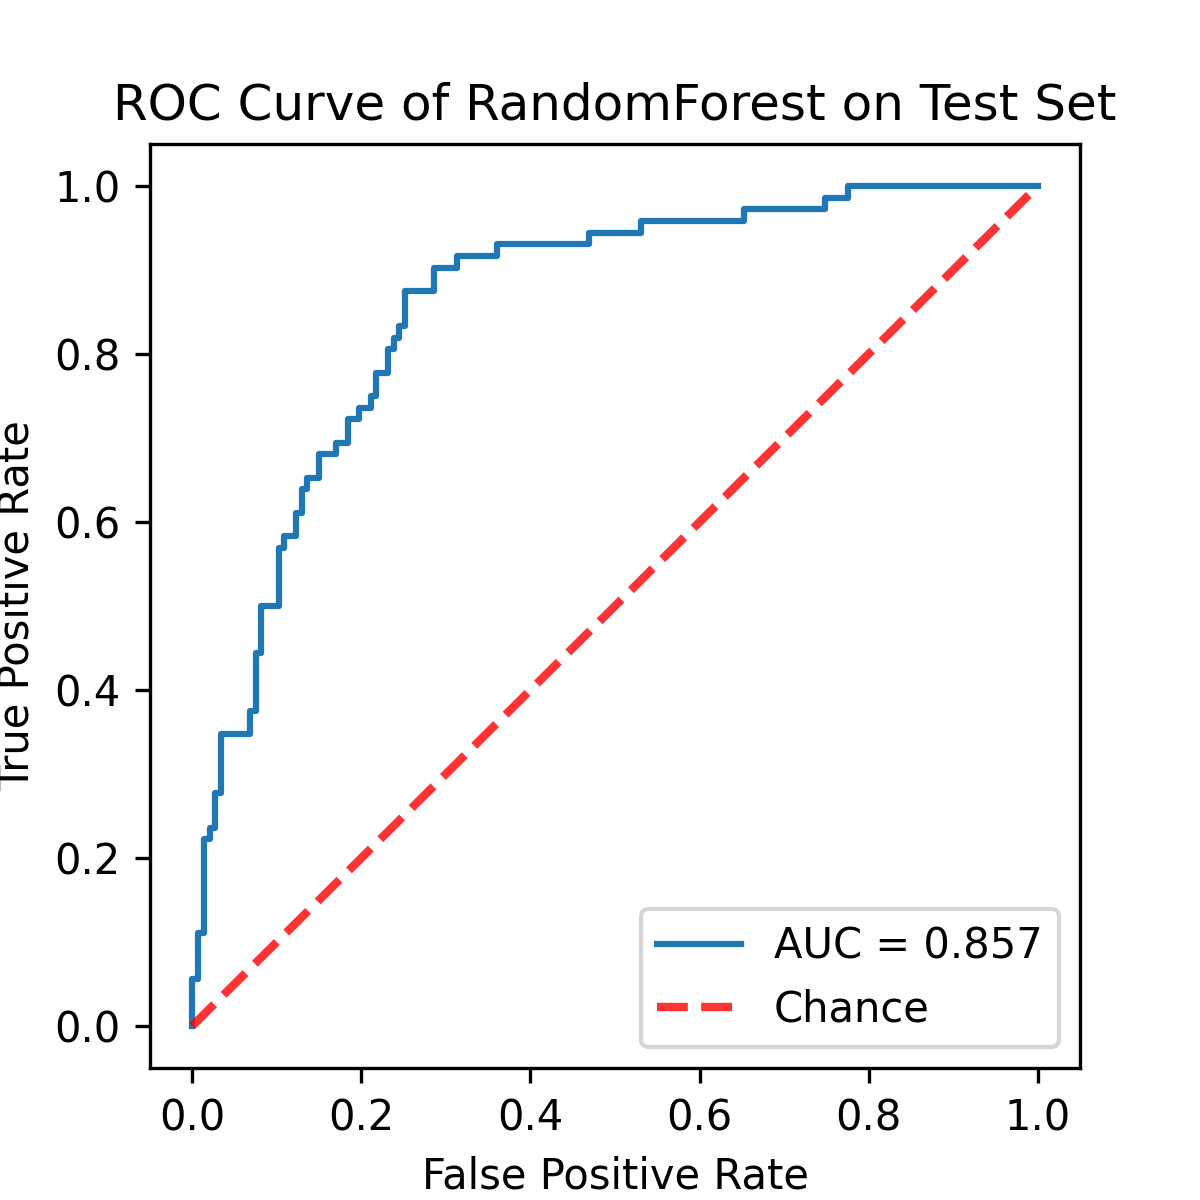 ROC Curve of RandomForest on Test Set
True Positive Rate
1.0
0.8
0.6
0.4
0.2
0.0
AUC = 0.857
Chance
0.0 0.2 0.4 0.6 0.8 1.0
False Positive Rate